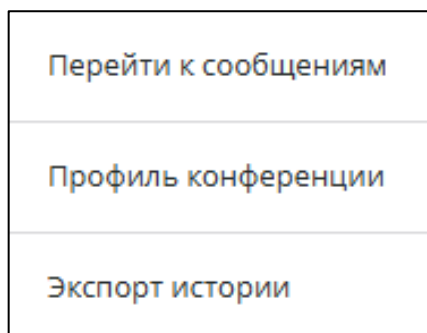 Перейти к сообщениям
Профиль конференции
Экспорт истории